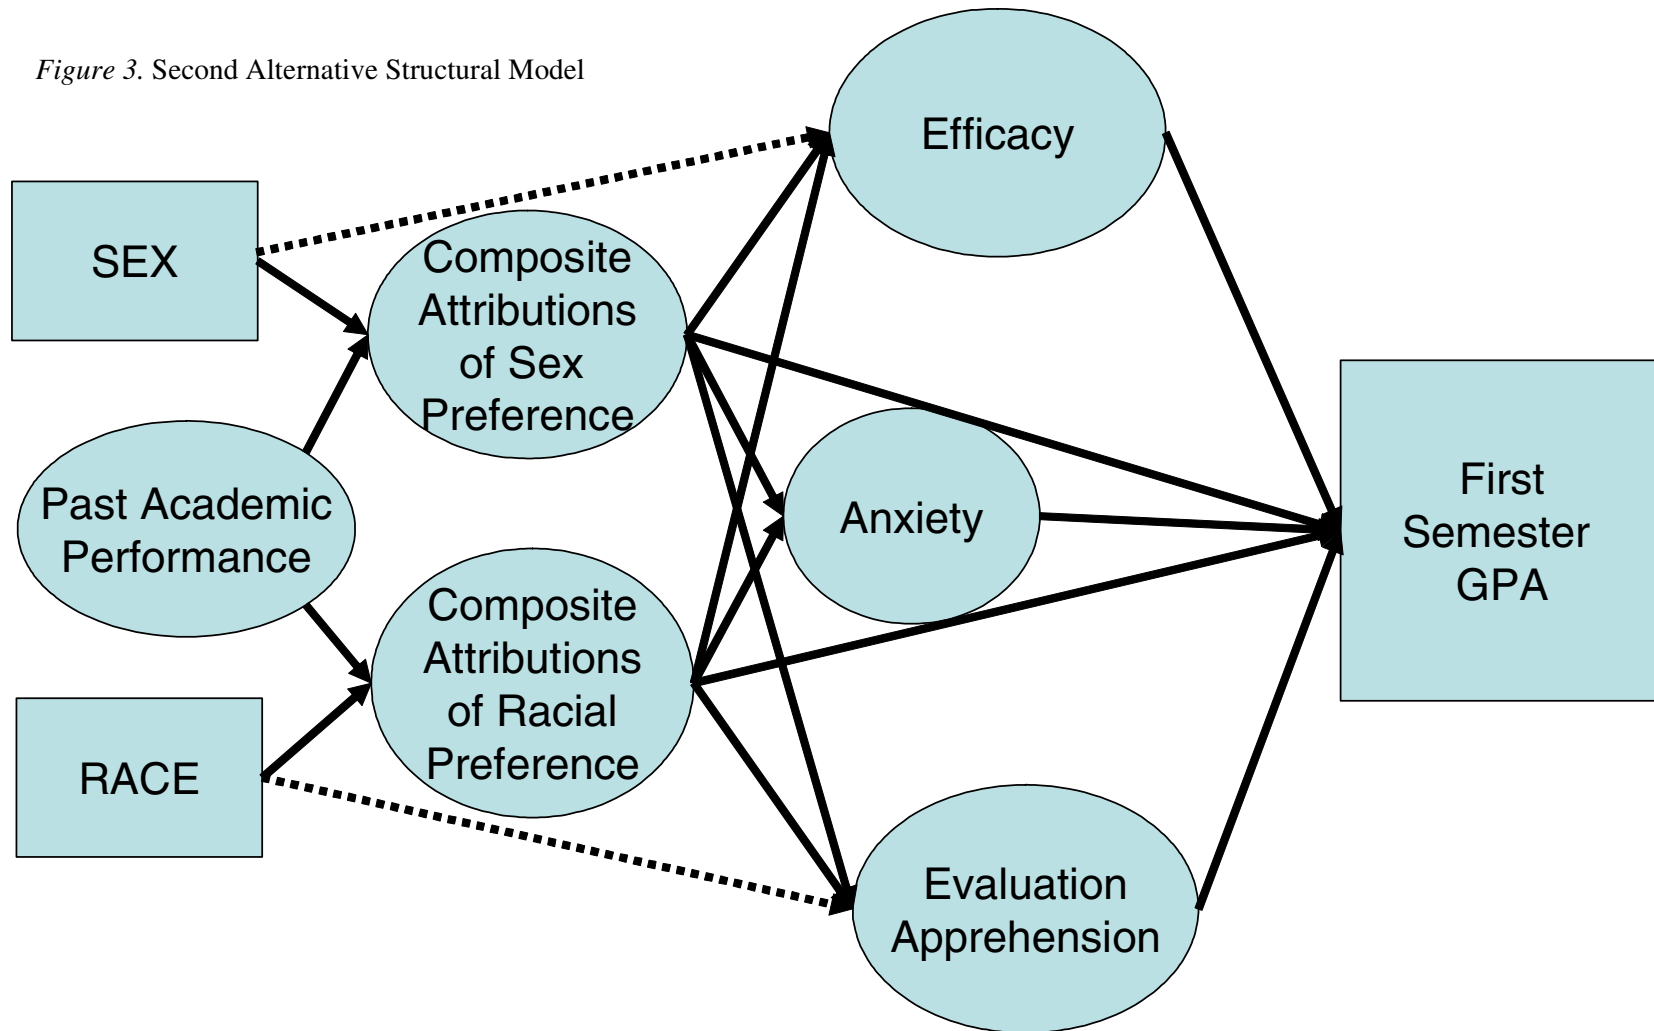 Figure 3. Second Alternative Structural Model
Efficacy
SEX
Composite
Attributions
of Sex
Preference
Past Academic
Performance
Anxiety
First
Semester
GPA
Composite
Attributions
of Racial
Preference
RACE
Evaluation
Apprehension